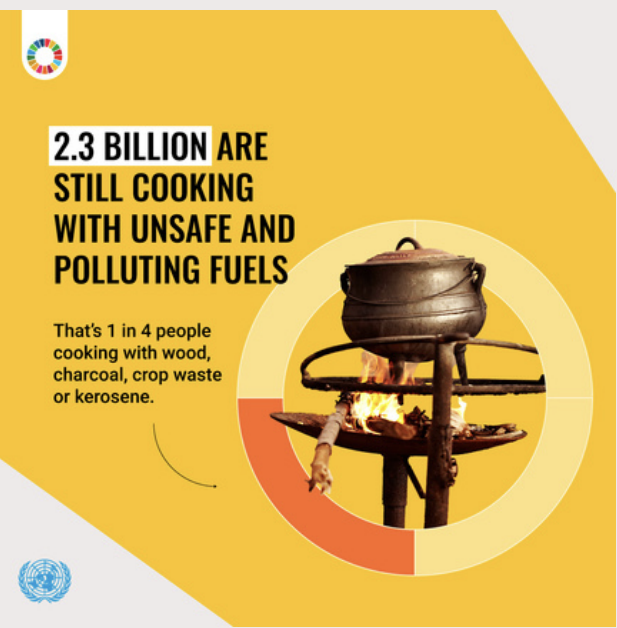 2.3 BILLION ARE
STILL COOKING
WITH UNSAFE AND
POLLUTING FUELS
That's 1 in 4 people
cooking with wood,
charcoal, crop waste
or kerosene.